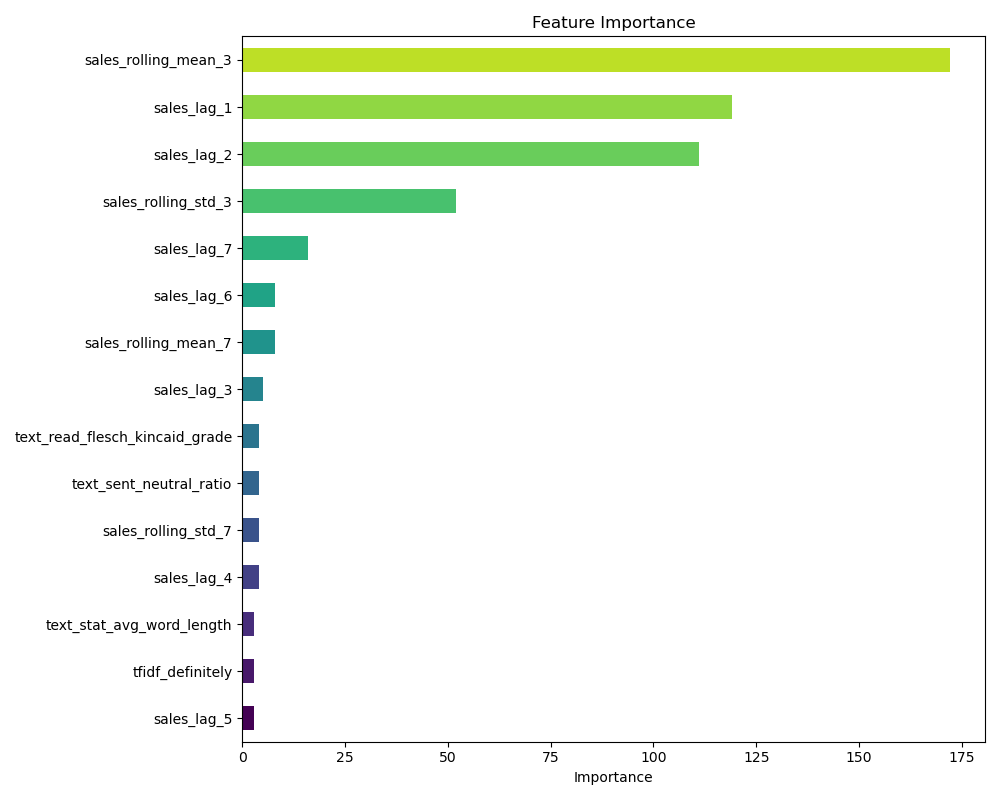 Feature Importance
sales_rolling_mean_3
sales_lag_1
sales_lag_2
sales_rolling_std_3
sales_lag_7
sales_lag_6
sales_rolling_mean_7
sales_lag_3
text_read_flesch_kincaid_grade
text_sent_neutral_ratio
sales_rolling_std_7
sales_lag_4
text_stat_avg_word_length
tfidf_definitely
sales_lag_5
0 25 50 75 100 125 150 175
Importance